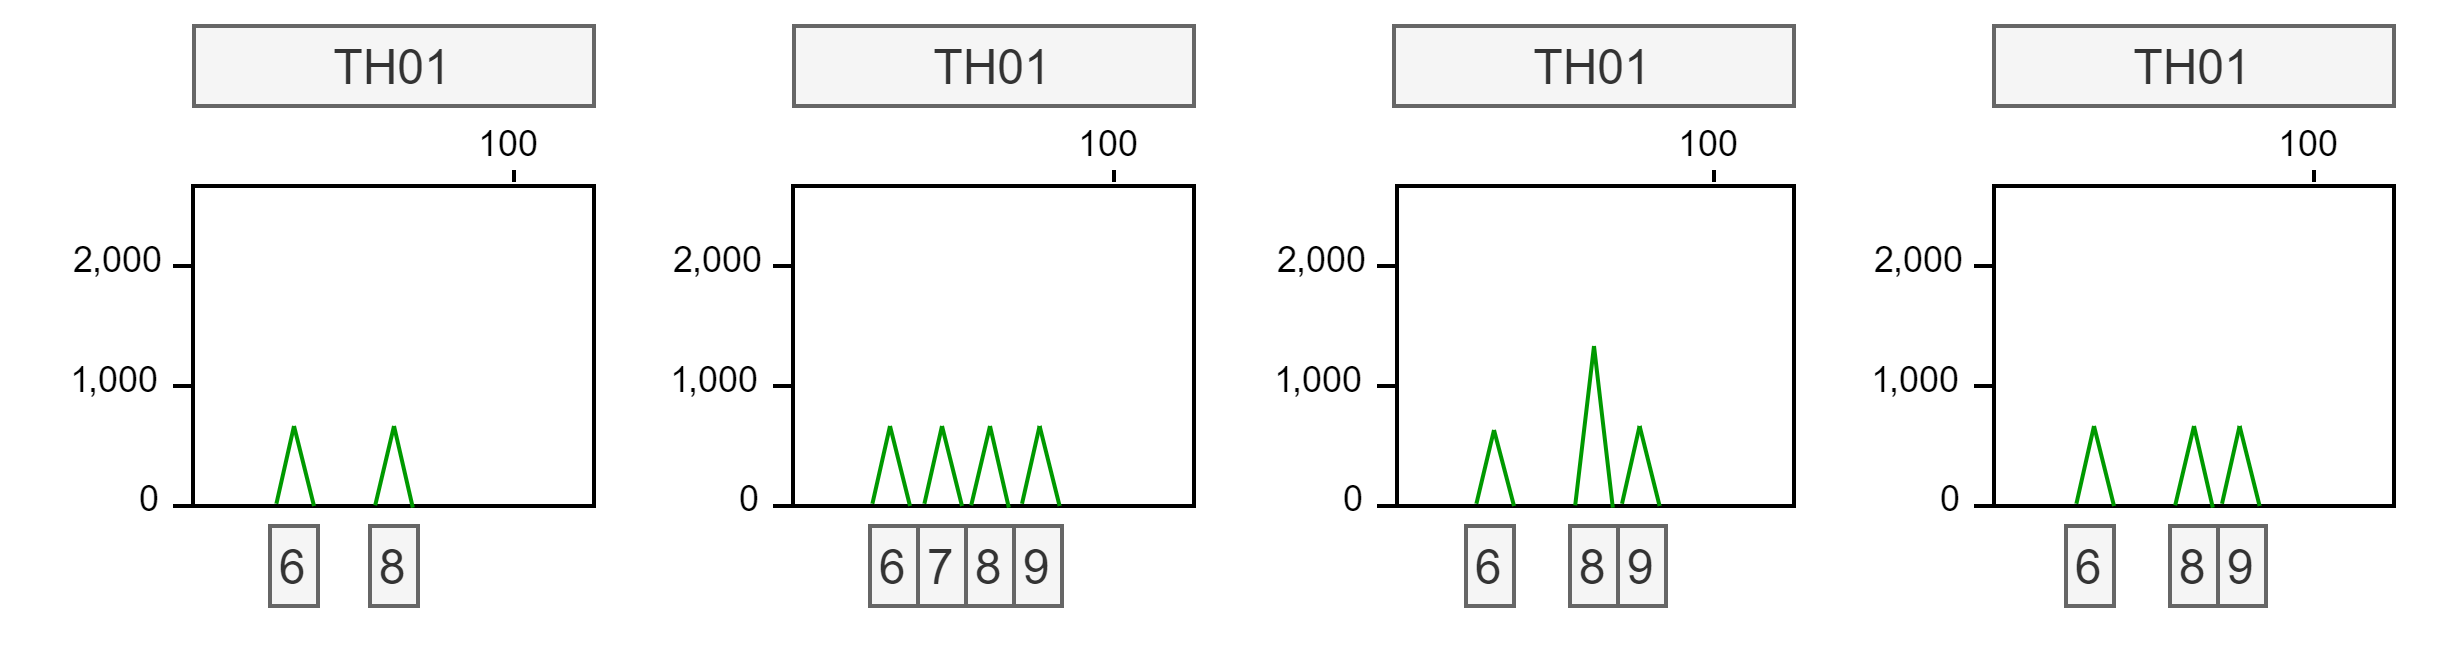 TH01 TH01 TH01 TH01
100 100 100 100
2,000 2,000 2,000 2,000
1,000 1,000 1,000 1,000
0 0 0 0
6 8 6 7 8 9 6 8 9 6 8 9